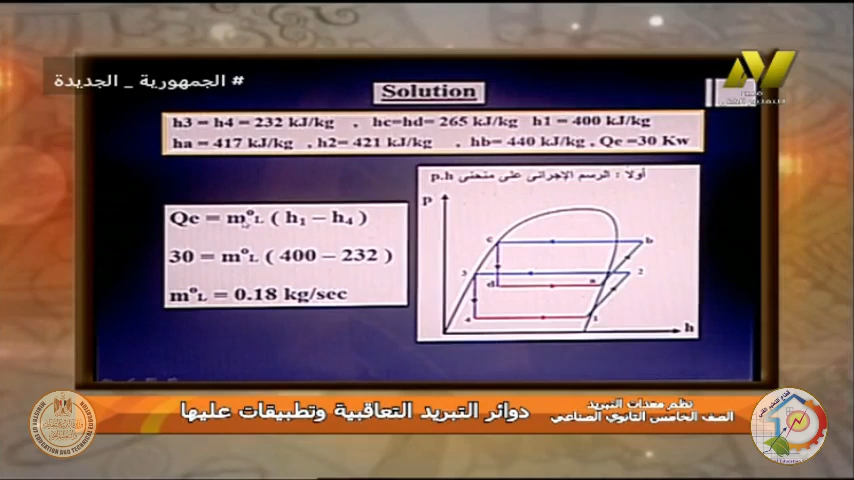 # الجمهورية _ الجديدة
Solution
h3 = h4 = 232 kJ/kg , hc=hd= 265 kJ/kg h1 = 400 kJ/kg
ha = 417 kJ/kg , h2= 421 kJ/kg , hb= 440 kJ/kg , Qe =30 Kw
أولاً : الرسم الإجرائى على منحنى p.h
Qe = m°L ( h₁ – h₄ )
30 = m°L ( 400 – 232 )
m°L = 0.18 kg/sec
p
c
b
3
2
d
a
4
1
h
نظم معدات التبريد
الصف الخامس الثانوي الصناعي
دوائر التبريد التعاقبية وتطبيقات عليها